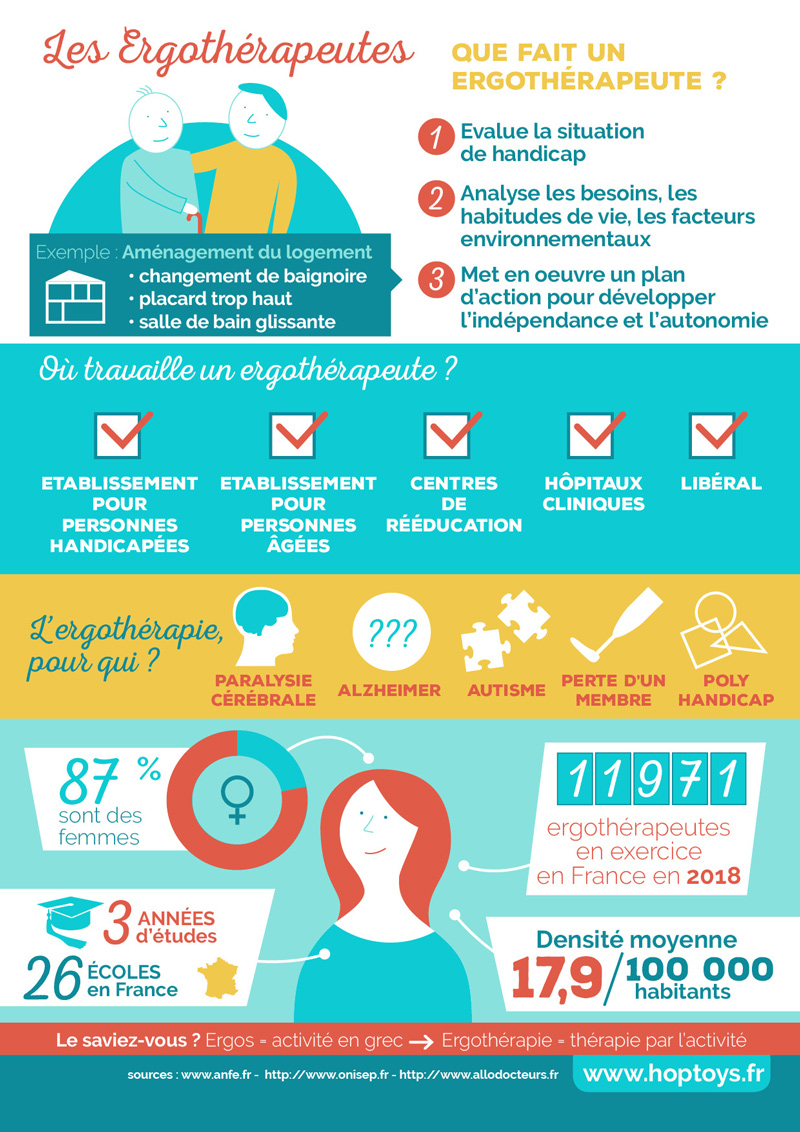 Les Ergothérapeutes
QUE FAIT UN
ERGOTHÉRAPEUTE ?
1 Evalue la situation
de handicap
2 Analyse les besoins, les
habitudes de vie, les facteurs
environnementaux
3 Met en oeuvre un plan
d'action pour développer
l'indépendance et l'autonomie
Exemple : Aménagement du logement
• changement de baignoire
• placard trop haut
• salle de bain glissante
Où travaille un ergothérapeute ?
ETABLISSEMENT
POUR
PERSONNES
HANDICAPÉES
ETABLISSEMENT
POUR
PERSONNES
ÂGÉES
CENTRES
DE
RÉÉDUCATION
HÔPITAUX
CLINIQUES
LIBÉRAL
L'ergothérapie,
pour qui ?
PARALYSIE
CÉRÉBRALE
???
ALZHEIMER
AUTISME
PERTE D'UN
MEMBRE
POLY
HANDICAP
87 %
sont des
femmes
11971
ergothérapeutes
en exercice
en France en 2018
3 ANNÉES
d'études
26 ÉCOLES
en France
Densité moyenne
17,9/100 000
habitants
Le saviez-vous ? Ergos = activité en grec → Ergothérapie = thérapie par l'activité
sources : www.anfe.fr - http://www.onisep.fr - http://www.allodocteurs.fr
www.hoptoys.fr